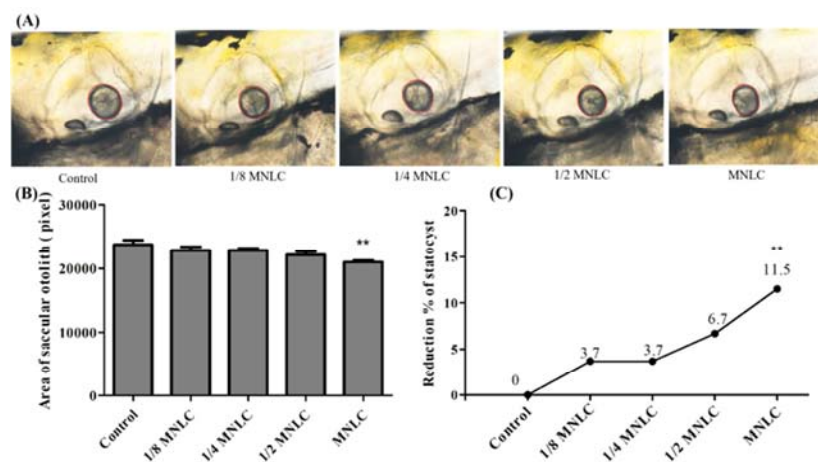 (A)
Control
1/8 MNLC
1/4 MNLC
1/2 MNLC
MNLC
(B)
Area of saccular otolith ( pixel)
30000
20000
10000
0
**
Control
1/8 MNLC
1/4 MNLC
1/2 MNLC
MNLC
(C)
Reduction % of statocyst
20
15
10
5
0
0
3.7
3.7
6.7
**
11.5
Control
1/8 MNLC
1/4 MNLC
1/2 MNLC
MNLC